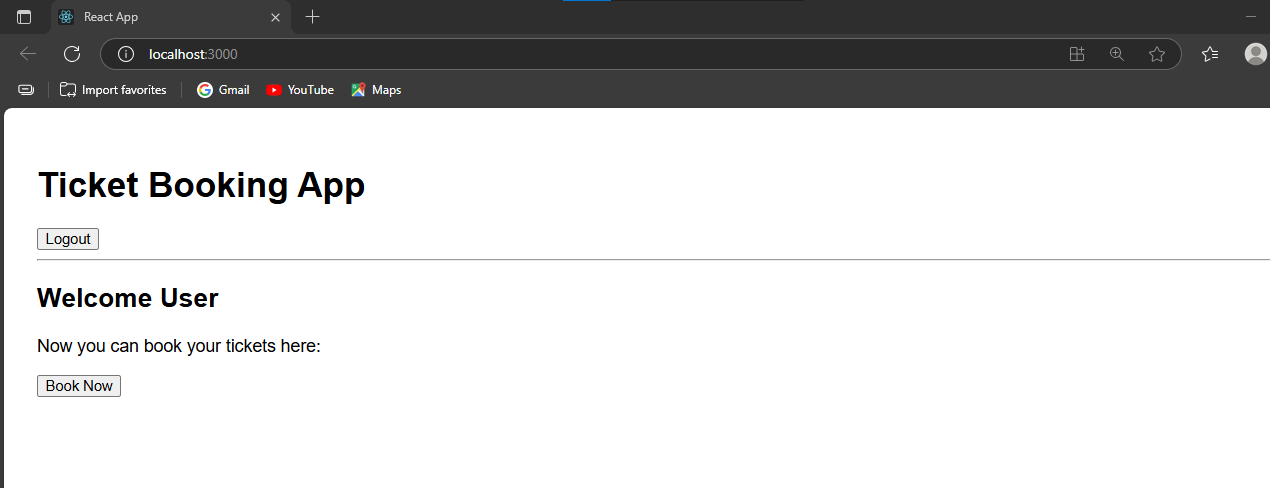 React App
localhost:3000
Import favorites
Gmail
YouTube
Maps
Ticket Booking App
Logout
Welcome User
Now you can book your tickets here:
Book Now